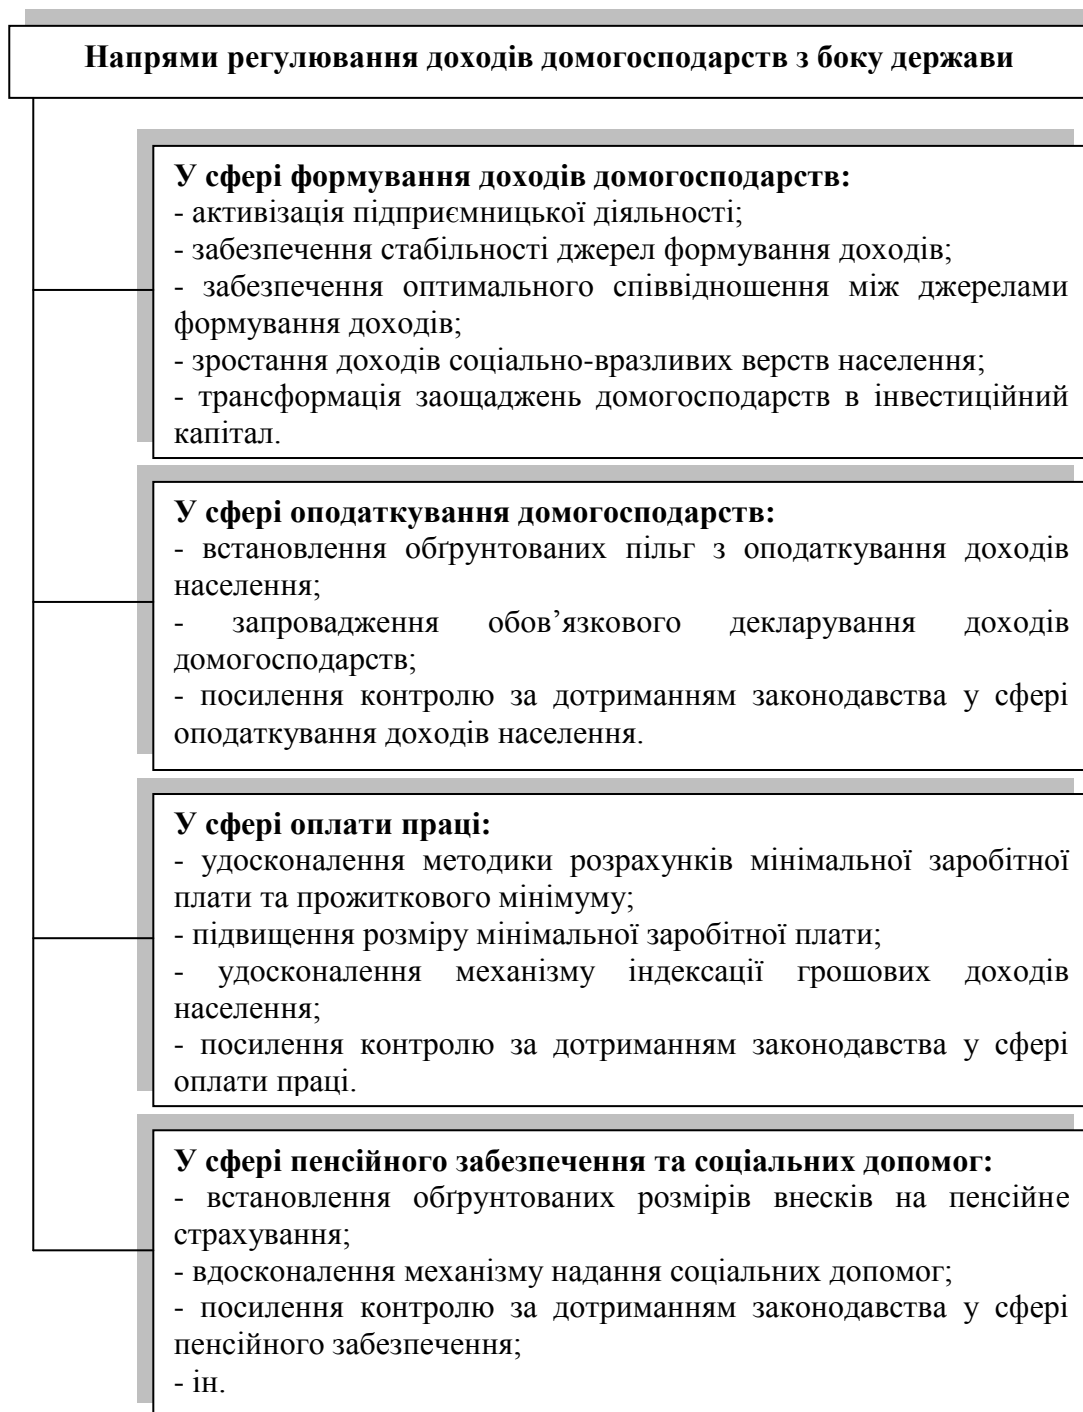 Напрями регулювання доходів домогосподарств з боку держави
У сфері формування доходів домогосподарств:
- активізація підприємницької діяльності;
- забезпечення стабільності джерел формування доходів;
- забезпечення оптимального співвідношення між джерелами
формування доходів;
- зростання доходів соціально-вразливих верств населення;
- трансформація заощаджень домогосподарств в інвестиційний
капітал.
У сфері оподаткування домогосподарств:
- встановлення обґрунтованих пільг з оподаткування доходів
населення;
- запровадження обов’язкового декларування доходів
домогосподарств;
- посилення контролю за дотриманням законодавства у сфері
оподаткування доходів населення.
У сфері оплати праці:
- удосконалення методики розрахунків мінімальної заробітної
плати та прожиткового мінімуму;
- підвищення розміру мінімальної заробітної плати;
- удосконалення механізму індексації грошових доходів
населення;
- посилення контролю за дотриманням законодавства у сфері
оплати праці.
У сфері пенсійного забезпечення та соціальних допомог:
- встановлення обґрунтованих розмірів внесків на пенсійне
страхування;
- вдосконалення механізму надання соціальних допомог;
- посилення контролю за дотриманням законодавства у сфері
пенсійного забезпечення;
- ін.